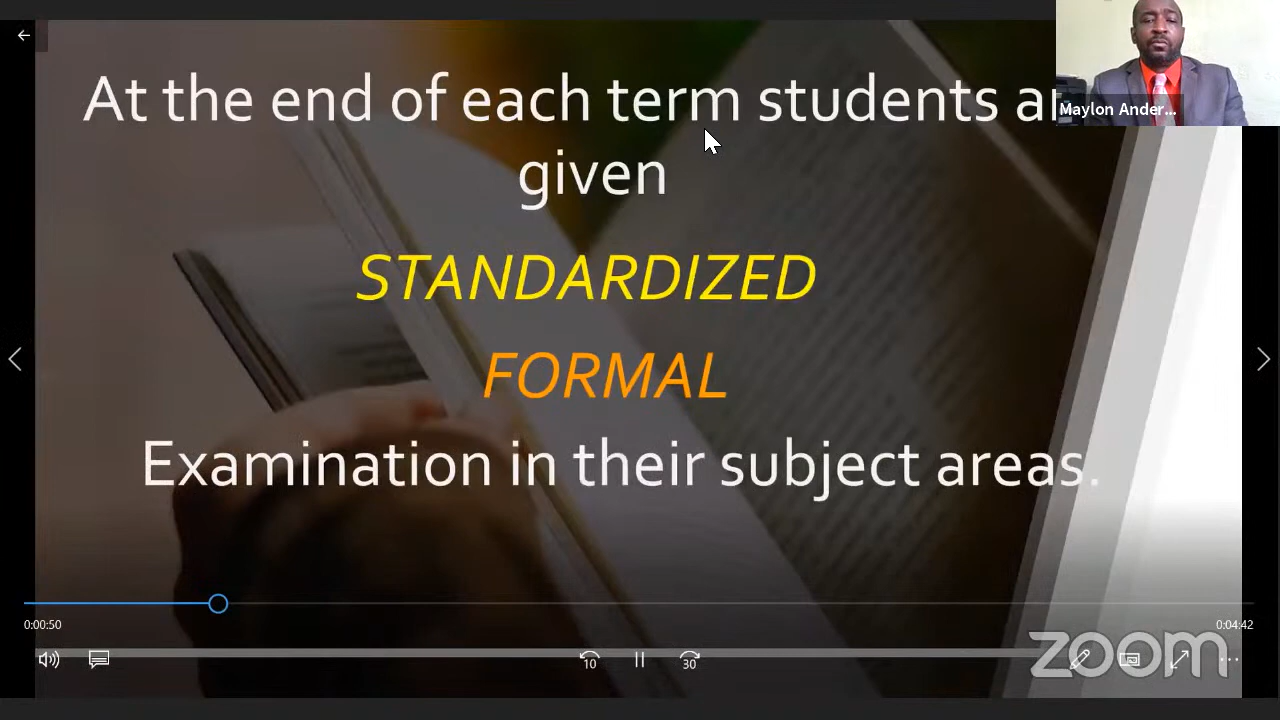 At the end of each term students
given
STANDARDIZED
FORMAL
Examination in their subject areas.
Maylon Ander...
0:00:50
0:04:42
10
30
zoom